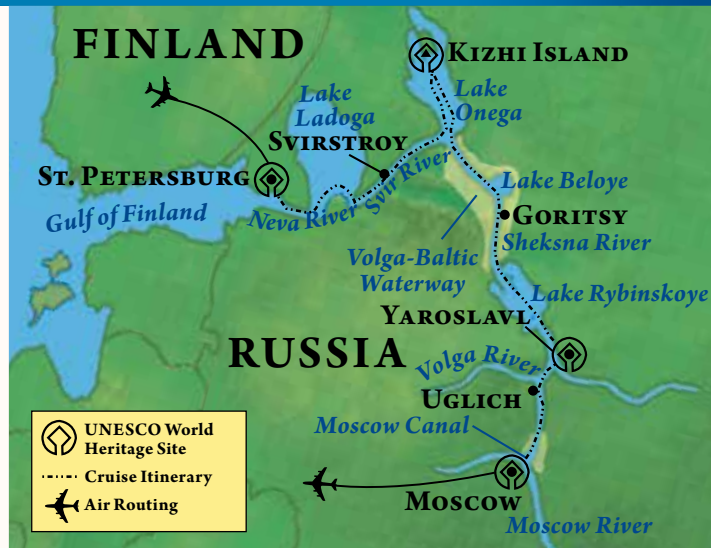 FINLAND
KIZHI ISLAND
Lake
Ladoga
Lake
Onega
SVIRSTROY
ST. PETERSBURG
Svir River
Lake Beloye
Gulf of Finland
Neva River
GORITSY
Sheksna River
Volga-Baltic
Waterway
Lake Rybinskoye
YAROSLAVL
RUSSIA
Volga River
UGLICH
Moscow Canal
MOSCOW
Moscow River
UNESCO World
Heritage Site
Cruise Itinerary
Air Routing